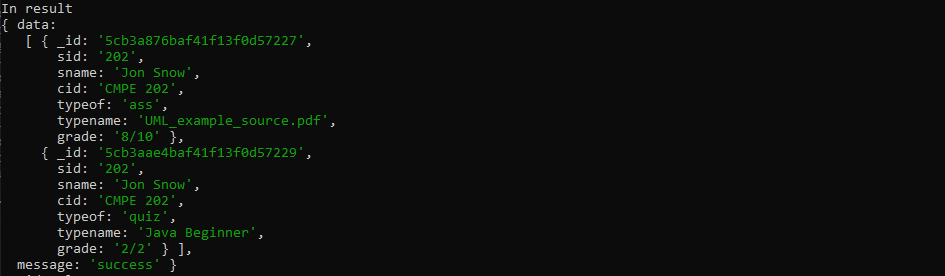 In result
{ data:
   [ { _id: '5cb3a876baf41f13f0d57227',
       sid: '202',
       sname: 'Jon Snow',
       cid: 'CMPE 202',
       typeof: 'ass',
       typename: 'UML_example_source.pdf',
       grade: '8/10' },
     { _id: '5cb3aae4baf41f13f0d57229',
       sid: '202',
       sname: 'Jon Snow',
       cid: 'CMPE 202',
       typeof: 'quiz',
       typename: 'Java Beginner',
       grade: '2/2' } ],
  message: 'success' }